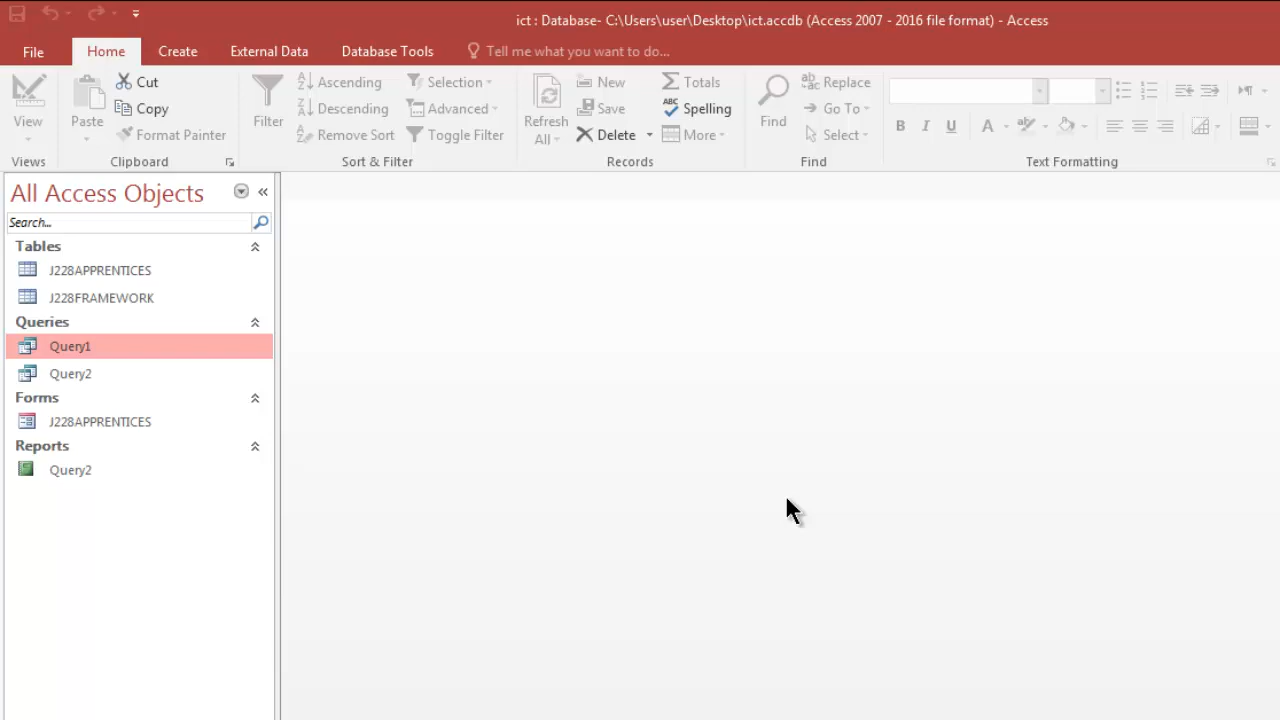 ict : Database- C:\Users\user\Desktop\ict.accdb (Access 2007 - 2016 file format) - Access
File Home Create External Data Database Tools Tell me what you want to do...
View
Views
Paste
Cut
Copy
Format Painter
Clipboard
Filter
Ascending
Descending
Remove Sort
Selection
Advanced
Toggle Filter
Sort & Filter
Refresh
All
New
Save
Delete
Totals
Spelling
More
Records
Find
Replace
Go To
Select
Find
B I U A
Text Formatting
All Access Objects
Search...
Tables
J228APPRENTICES
J228FRAMEWORK
Queries
Query1
Query2
Forms
J228APPRENTICES
Reports
Query2